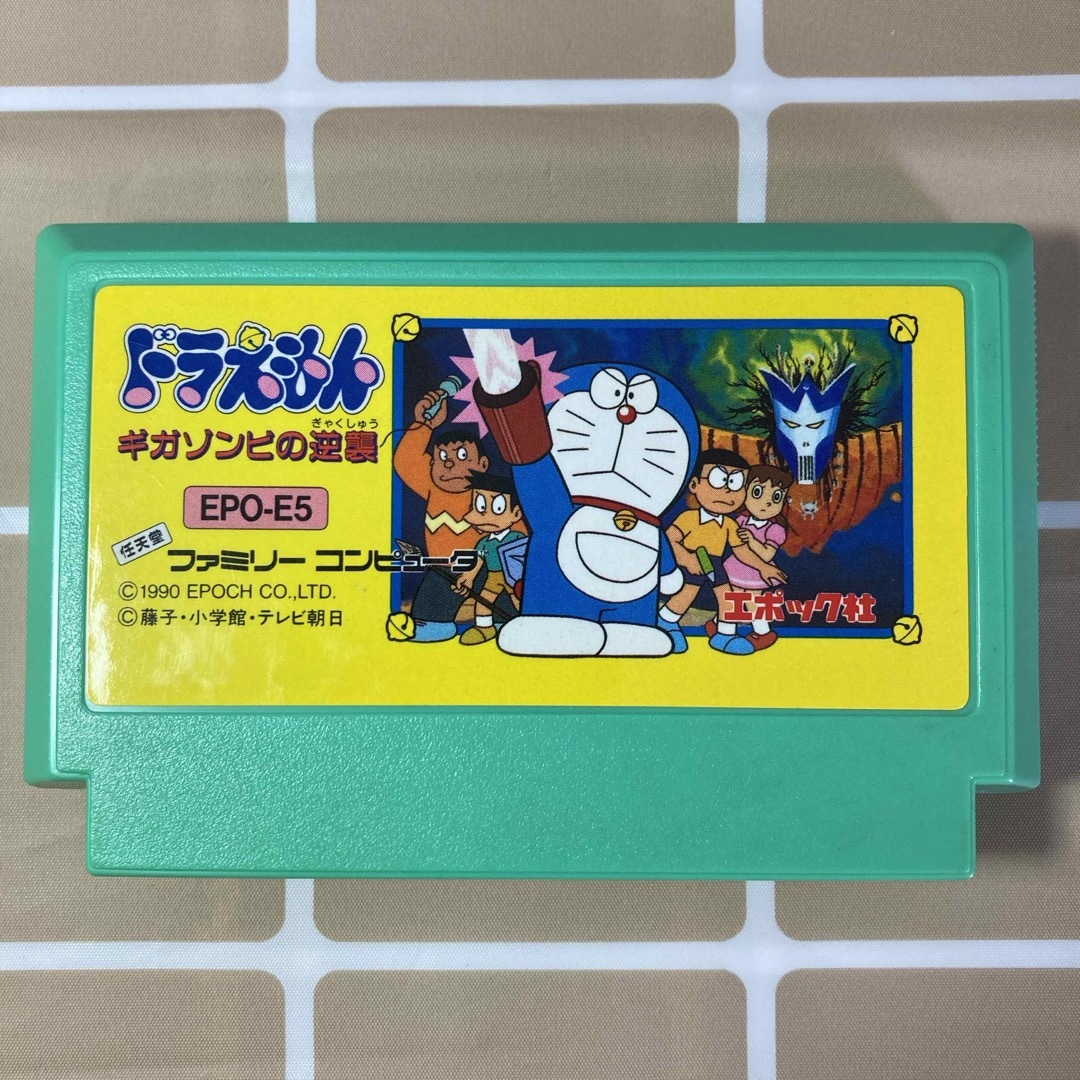 ドラえもん
ぎゃくしゅう
ギガゾンビの逆襲
EPO-E5
任天堂
ファミリー コンピュータ
©1990 EPOCH CO.,LTD.
©藤子・小学館・テレビ朝日
エポック社